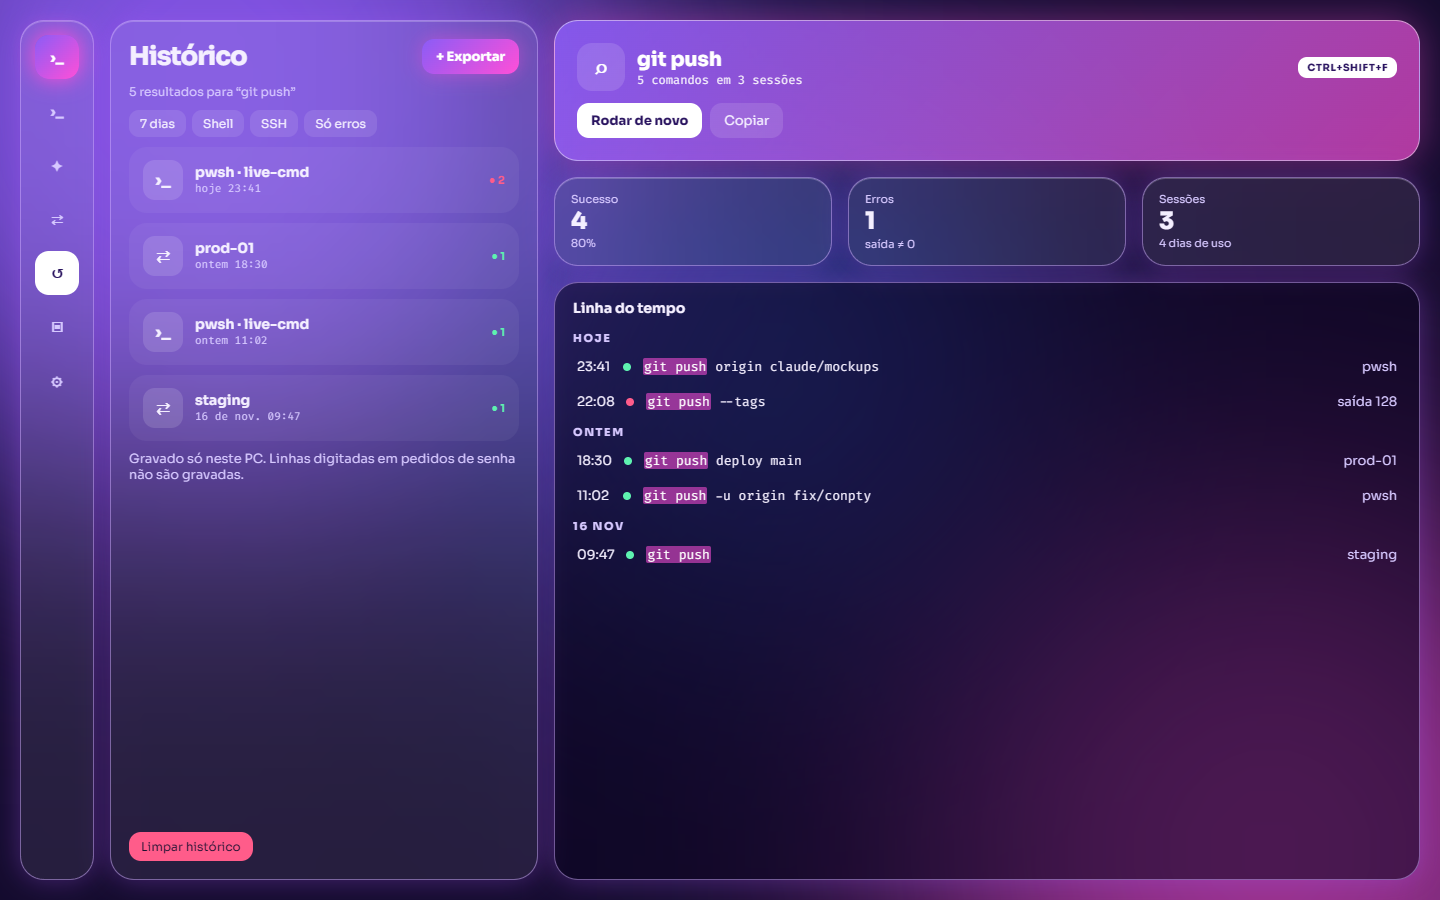 ›_
›_
Histórico
+ Exportar
5 resultados para “git push”
7 dias
Shell
SSH
Só erros
›_
pwsh · live-cmd
hoje 23:41
2
prod-01
ontem 18:30
1
›_
pwsh · live-cmd
ontem 11:02
1
staging
16 de nov. 09:47
1
Gravado só neste PC. Linhas digitadas em pedidos de senha
não são gravadas.
Limpar histórico
git push
5 comandos em 3 sessões
CTRL+SHIFT+F
Rodar de novo
Copiar
Sucesso
4
80%
Erros
1
saída ≠ 0
Sessões
3
4 dias de uso
Linha do tempo
HOJE
23:41 git push origin claude/mockups pwsh
22:08 git push --tags saída 128
ONTEM
18:30 git push deploy main prod-01
11:02 git push -u origin fix/conpty pwsh
16 NOV
09:47 git push staging